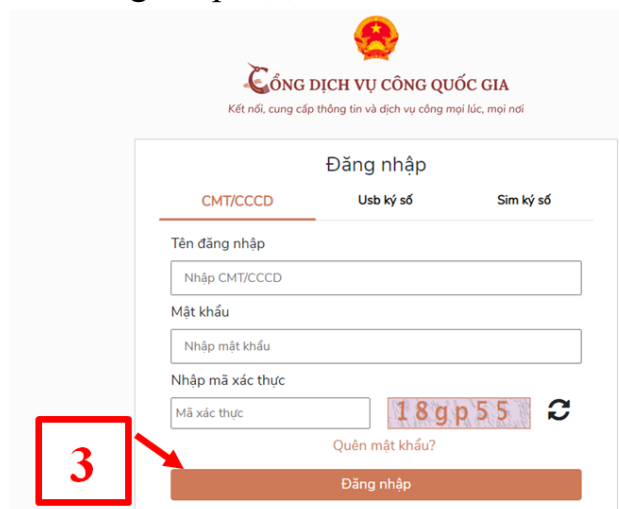 CỔNG DỊCH VỤ CÔNG QUỐC GIA
Kết nối, cung cấp thông tin và dịch vụ công mọi lúc, mọi nơi
Đăng nhập
CMT/CCCD Usb ký số Sim ký số
Tên đăng nhập
Nhập CMT/CCCD
Mật khẩu
Nhập mật khẩu
Nhập mã xác thực
Mã xác thực 18gp55
Quên mật khẩu?
3 Đăng nhập